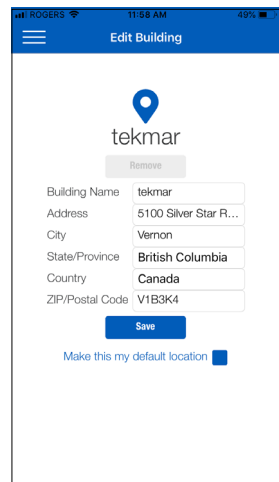 ROGERS 11:58 AM 49%
Edit Building
tekmar
Remove
Building Name tekmar
Address 5100 Silver Star R...
City Vernon
State/Province British Columbia
Country Canada
ZIP/Postal Code V1B3K4
Save
Make this my default location